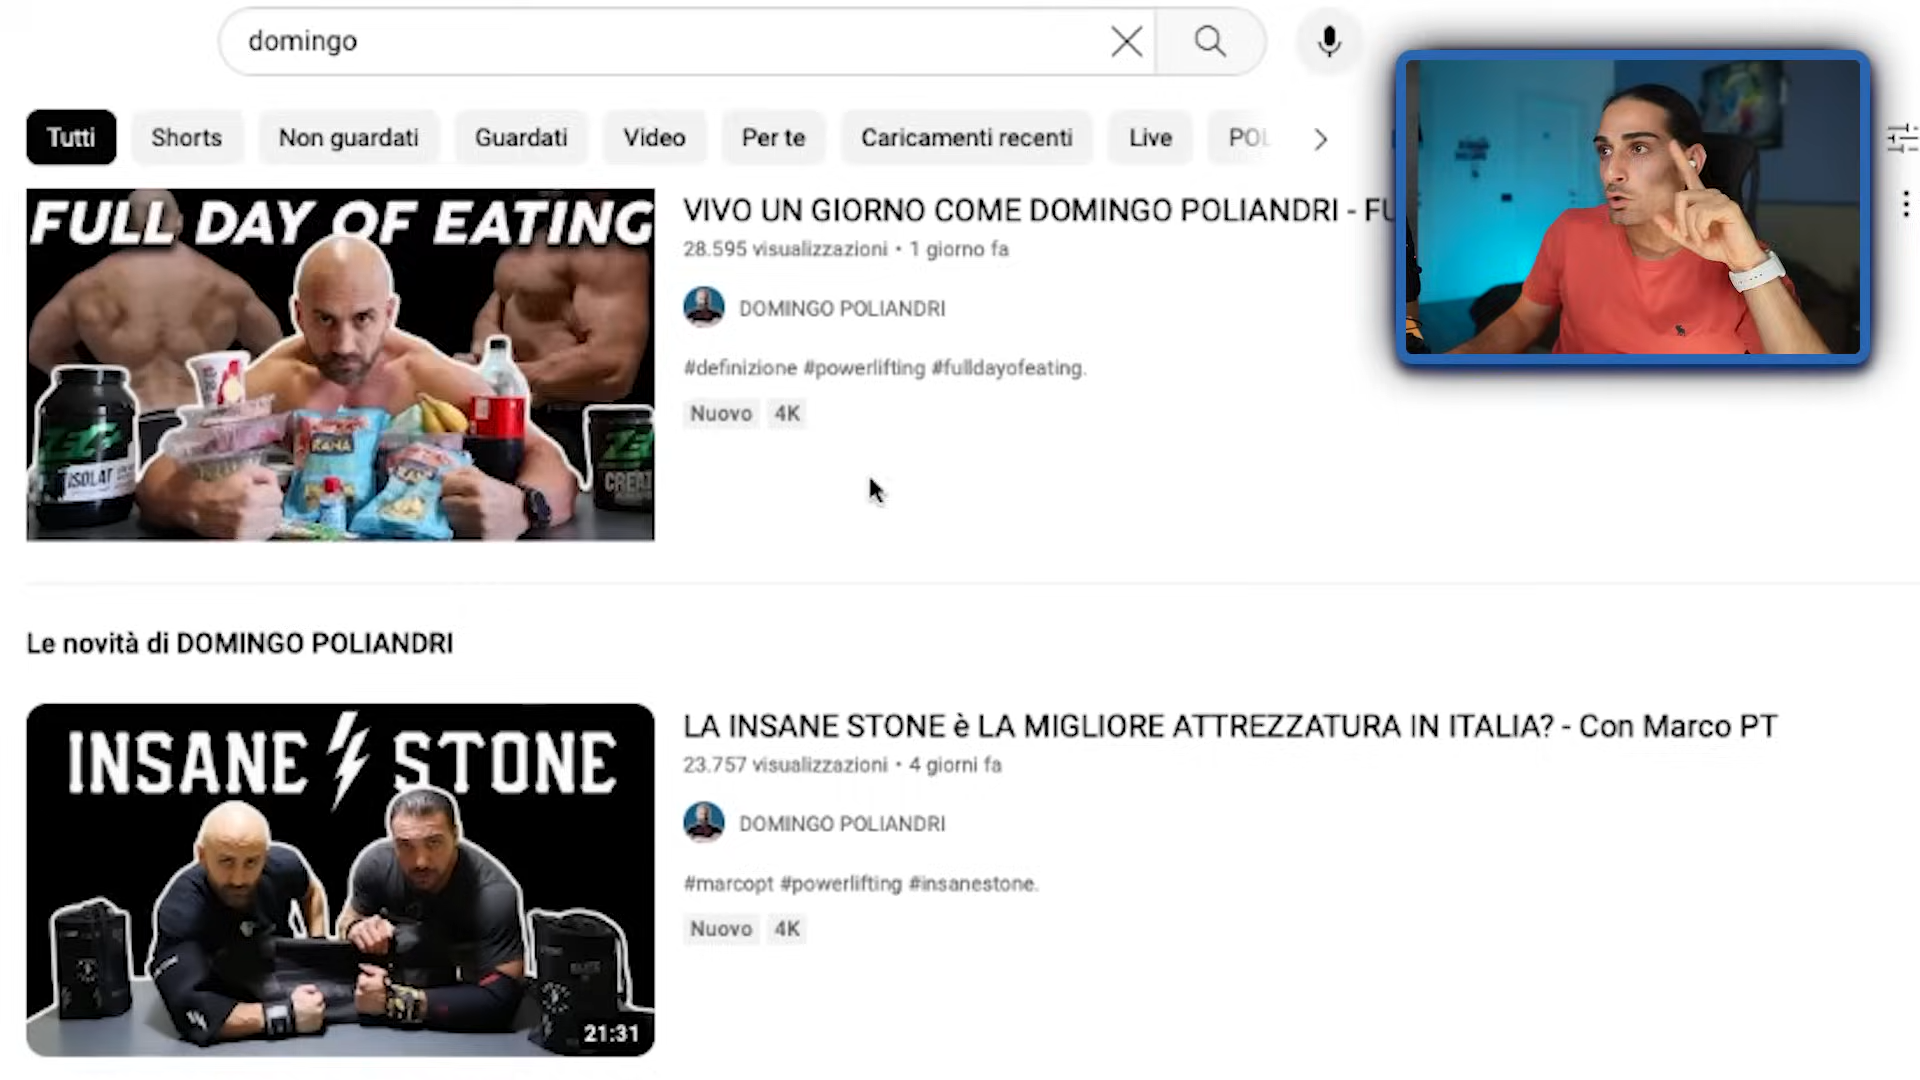 domingo
Tutti
Shorts
Non guardati
Guardati
Video
Per te
Caricamenti recenti
Live
FULL DAY OF EATING
RANA
ISOLAT
VIVO UN GIORNO COME DOMINGO POLIANDRI - FU
28.595 visualizzazioni • 1 giorno fa
DOMINGO POLIANDRI
#definizione #powerlifting #fulldayofeating.
Nuovo
4K
Le novità di DOMINGO POLIANDRI
INSANE STONE
21:31
LA INSANE STONE è LA MIGLIORE ATTREZZATURA IN ITALIA? - Con Marco PT
23.757 visualizzazioni • 4 giorni fa
DOMINGO POLIANDRI
#marcopt #powerlifting #insanestone.
Nuovo
4K